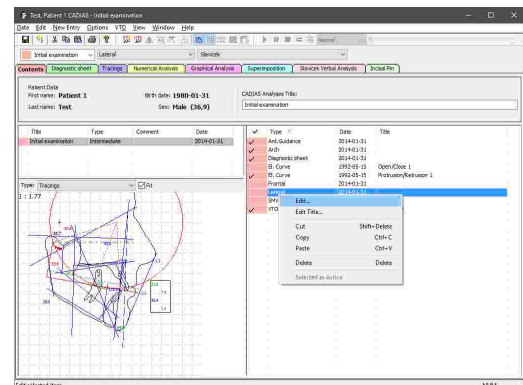 Test, Patient 1 CADIAS - Initial examination
Data Edit New Entry Options VTO View Window Help
Normal
Initial examination Lateral Slavicek
Contents Diagnostic sheet Tracings Numerical Analysis Graphical Analysis Superimposition Slavicek Verbal Analysis Incisal Pin
Patient Data
First name: Patient 1 Birth date: 1980-01-31 CADIAS Analyses Title:
Last name: Test Sex: Male (36,9) Initial examination
Title Type Comment Date
Initial examination Intermediate 2014-01-31
Type Date Title
Ant. Guidance 2014-01-31
Arch 2014-01-31
Diagnostic sheet 2014-01-31
El. Curve 1992-05-15 Open/Close 1
El. Curve 1992-05-15 Protrusion/Retrusion 1
Frontal 2014-01-31
Lateral 2014-01-31
SMV
VTO
Type: Tracings Fit
1 : 1.77
Edit...
Edit Title...
Cut Shift+Delete
Copy Ctrl+C
Paste Ctrl+V
Delete Delete
Selected as Active